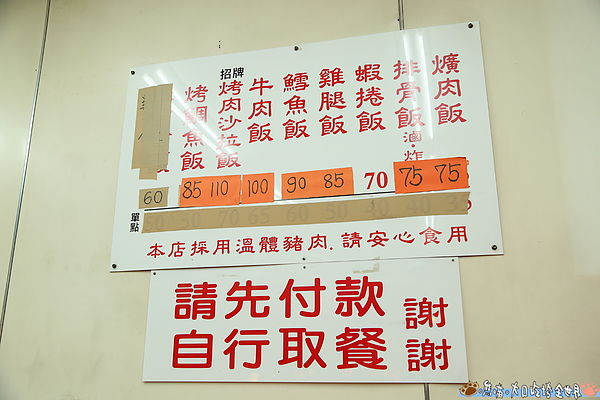 爌肉飯
排骨飯 滷.炸
蝦捲飯
雞腿飯
鱈魚飯
牛肉飯
招牌
烤肉沙拉飯
烤鯛魚飯
飯
60 85 110 100 90 85 70 75 75
單點
本店採用溫體豬肉.請安心食用
請先付款
自行取餐
謝謝